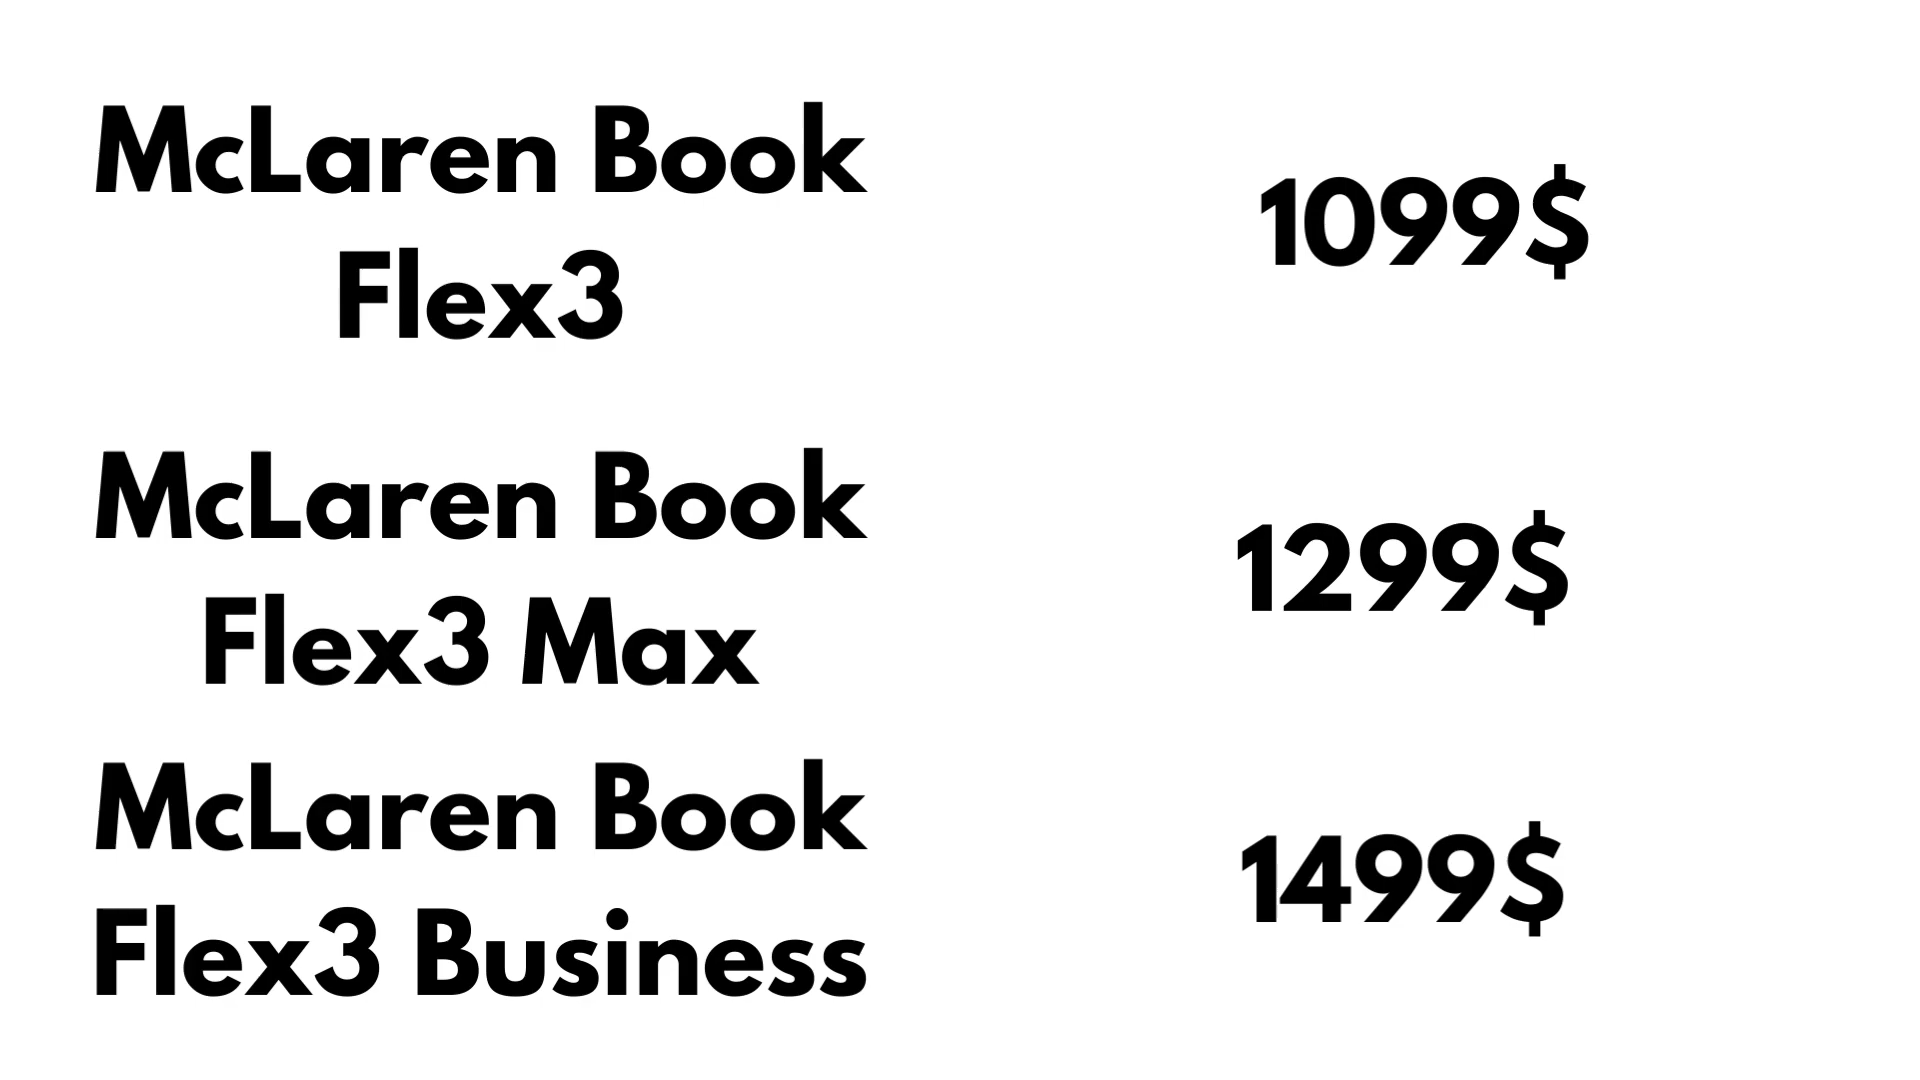 McLaren Book
Flex3
1099$
McLaren Book
Flex3 Max
1299$
McLaren Book
Flex3 Business
1499$